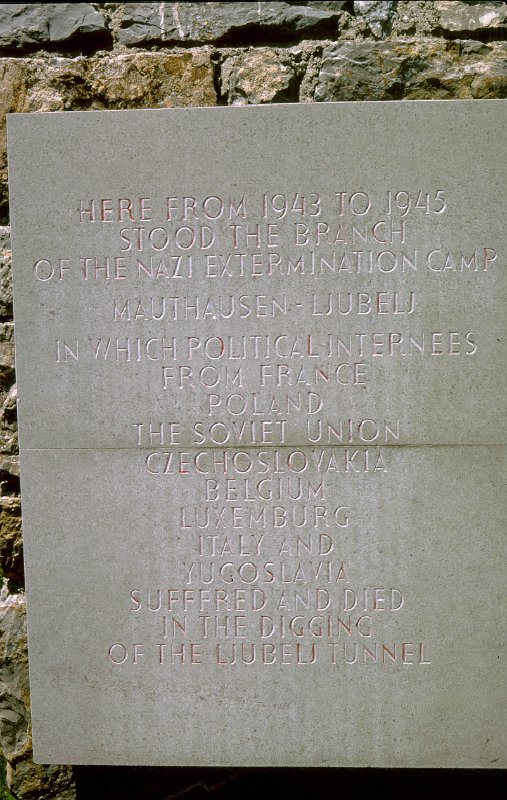 HERE FROM 1943 TO 1945
STOOD THE BRANCH
OF THE NAZI EXTERMINATION CAMP
MAUTHAUSEN - LJUBELJ
IN WHICH POLITICAL INTERNEES
FROM FRANCE
POLAND
THE SOVIET UNION
CZECHOSLOVAKIA
BELGIUM
LUXEMBURG
ITALY AND
YUGOSLAVIA
SUFFFRED AND DIED
IN THE DIGGING
OF THE LJUBELJ TUNNEL